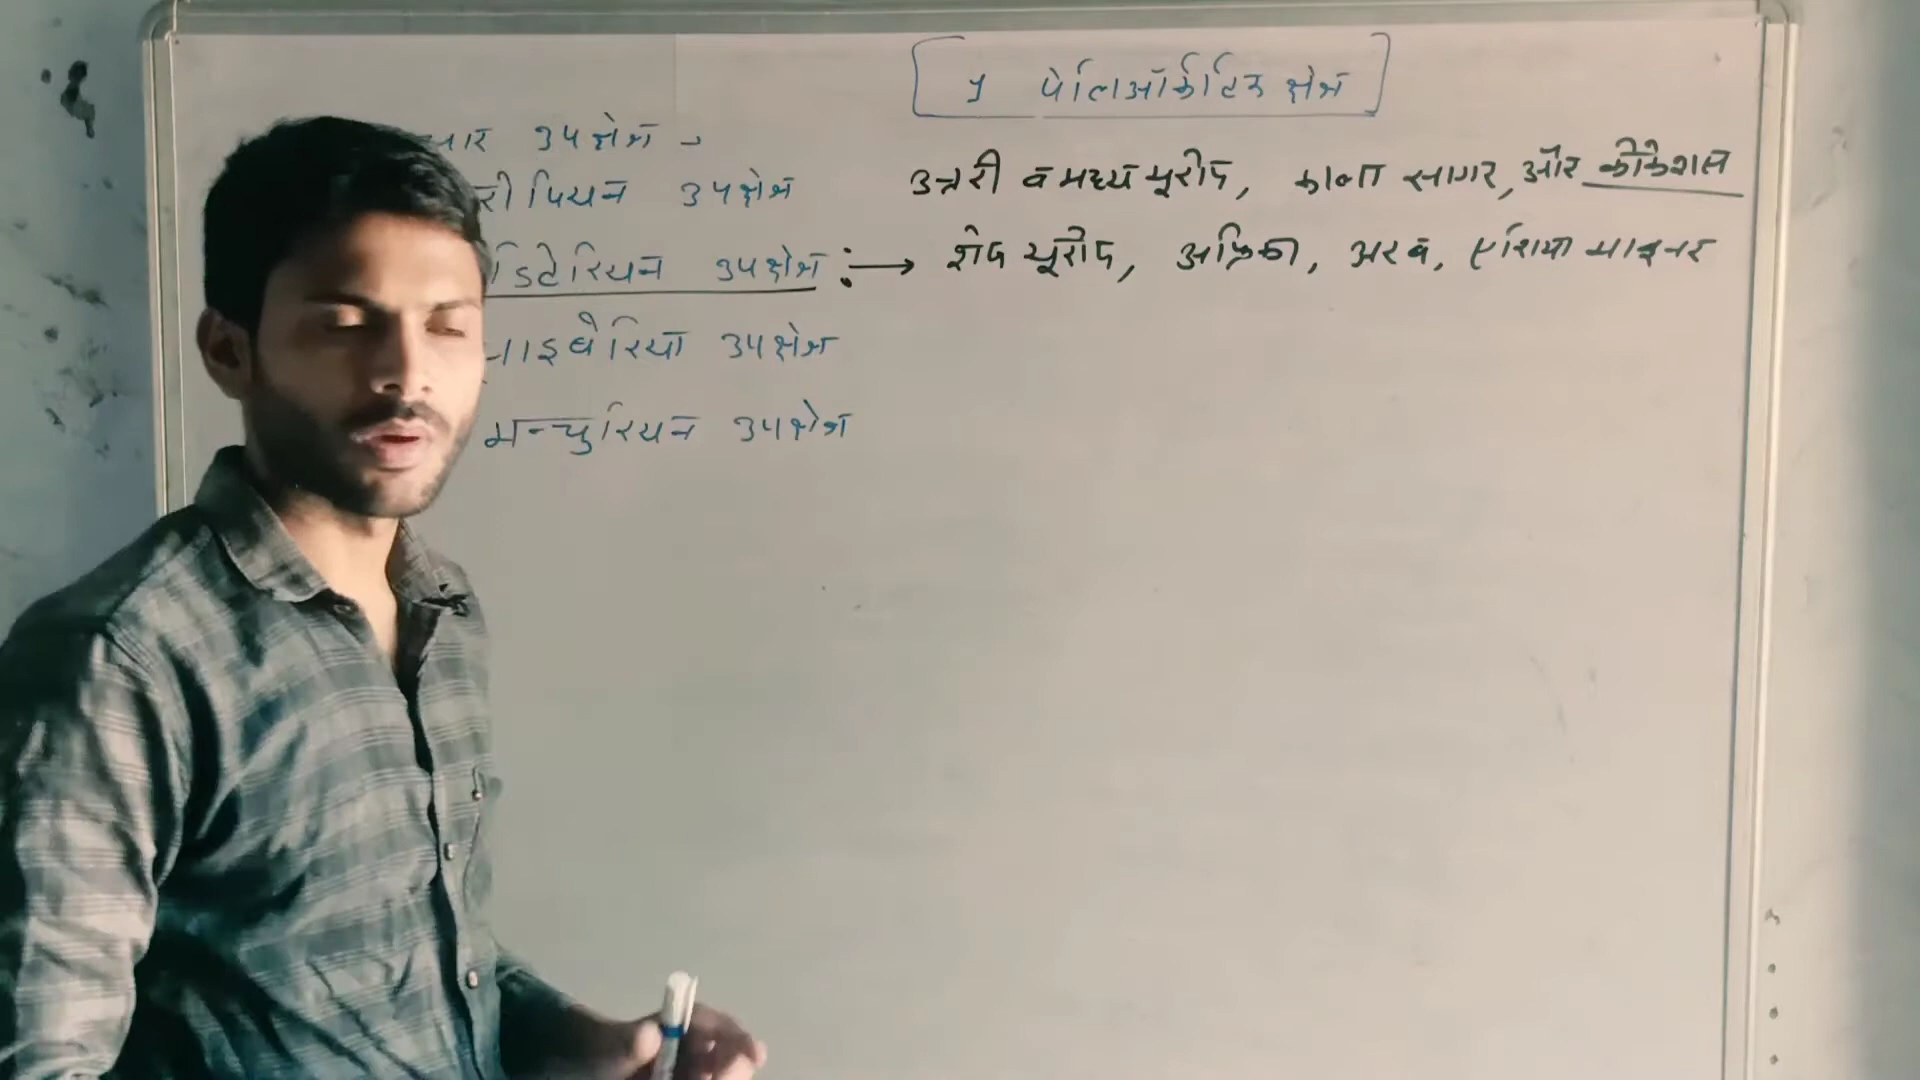 1 पेलिआर्कटिक क्षेत्र
चार उपक्षेत्र -
रोपियन उपक्षेत्र
उत्तरी व मध्य यूरोप, काला सागर, और कॉकेशस
डिटेरियन उपक्षेत्र :→ शेष यूरोप, अफ्रिका, अरब, एशिया माइनर
साइबेरिया उपक्षेत्र
मन्चुरियन उपक्षेत्र